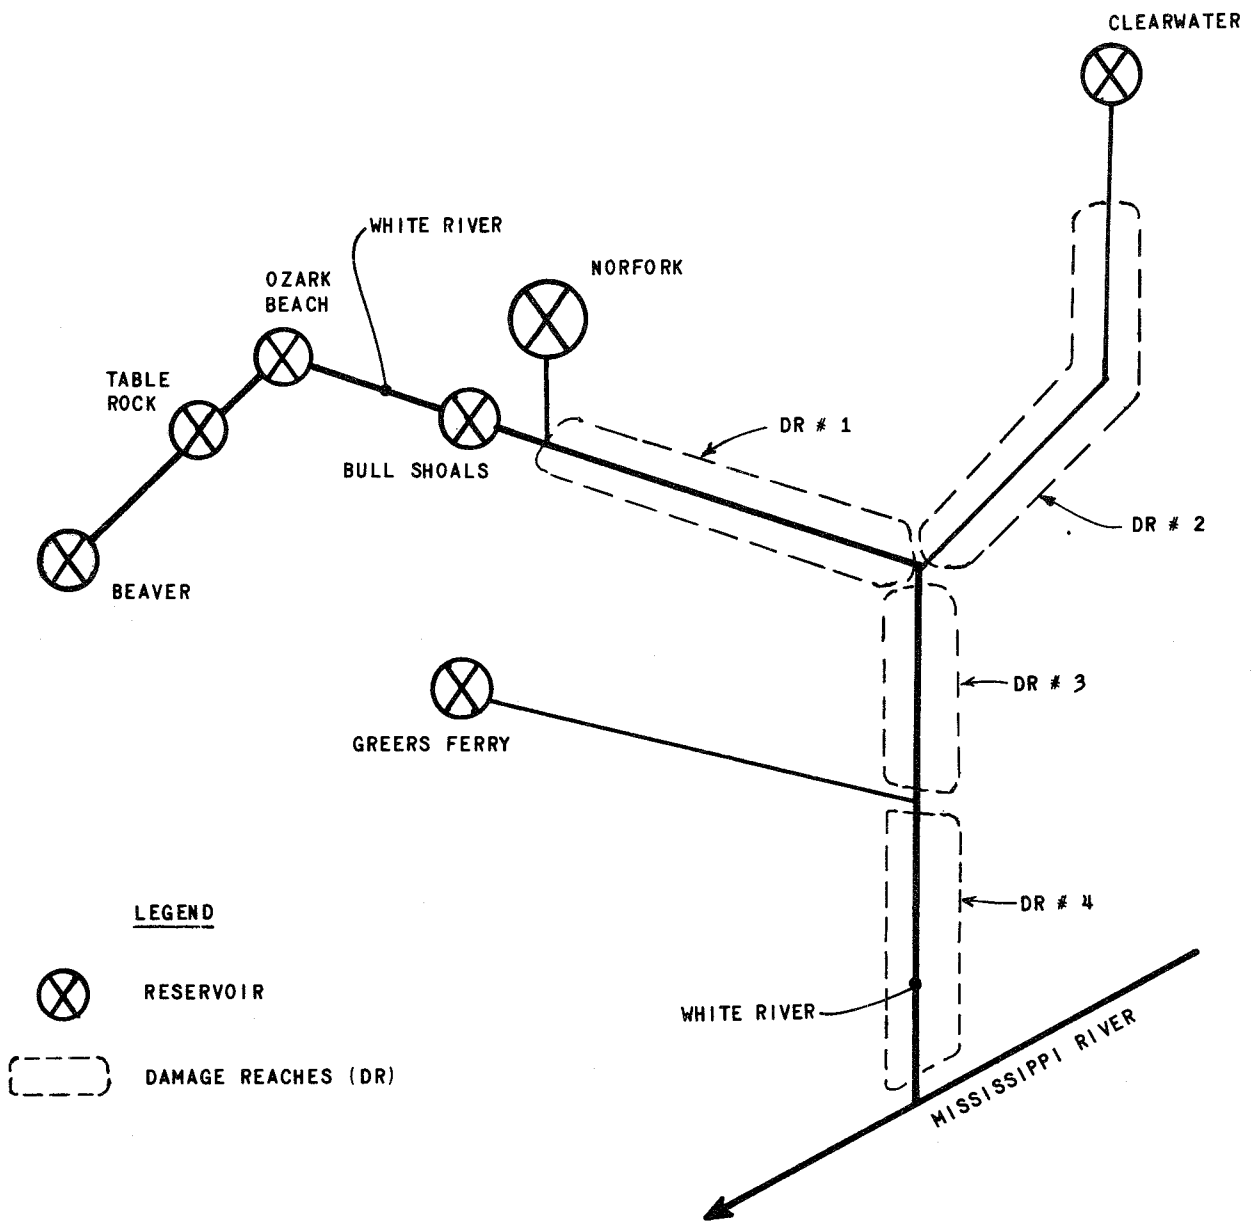 CLEARWATER
WHITE RIVER
NORFORK
OZARK
BEACH
TABLE
ROCK
DR # 1
BULL SHOALS
DR # 2
BEAVER
DR # 3
GREERS FERRY
DR # 4
LEGEND
RESERVOIR
WHITE RIVER
MISSISSIPPI RIVER
DAMAGE REACHES (DR)